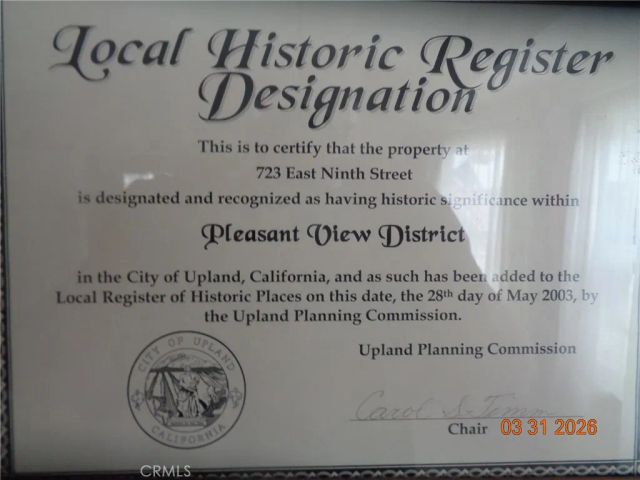 Local Historic Register
Designation
This is to certify that the property at
723 East Ninth Street
is designated and recognized as having historic significance within
Pleasant View District
in the City of Upland, California, and as such has been added to the
Local Register of Historic Places on this date, the 28th day of May 2003, by
the Upland Planning Commission.
CITY OF UPLAND
CALIFORNIA
Upland Planning Commission
Carol S.
Chair
03 31 2026
CRMLS